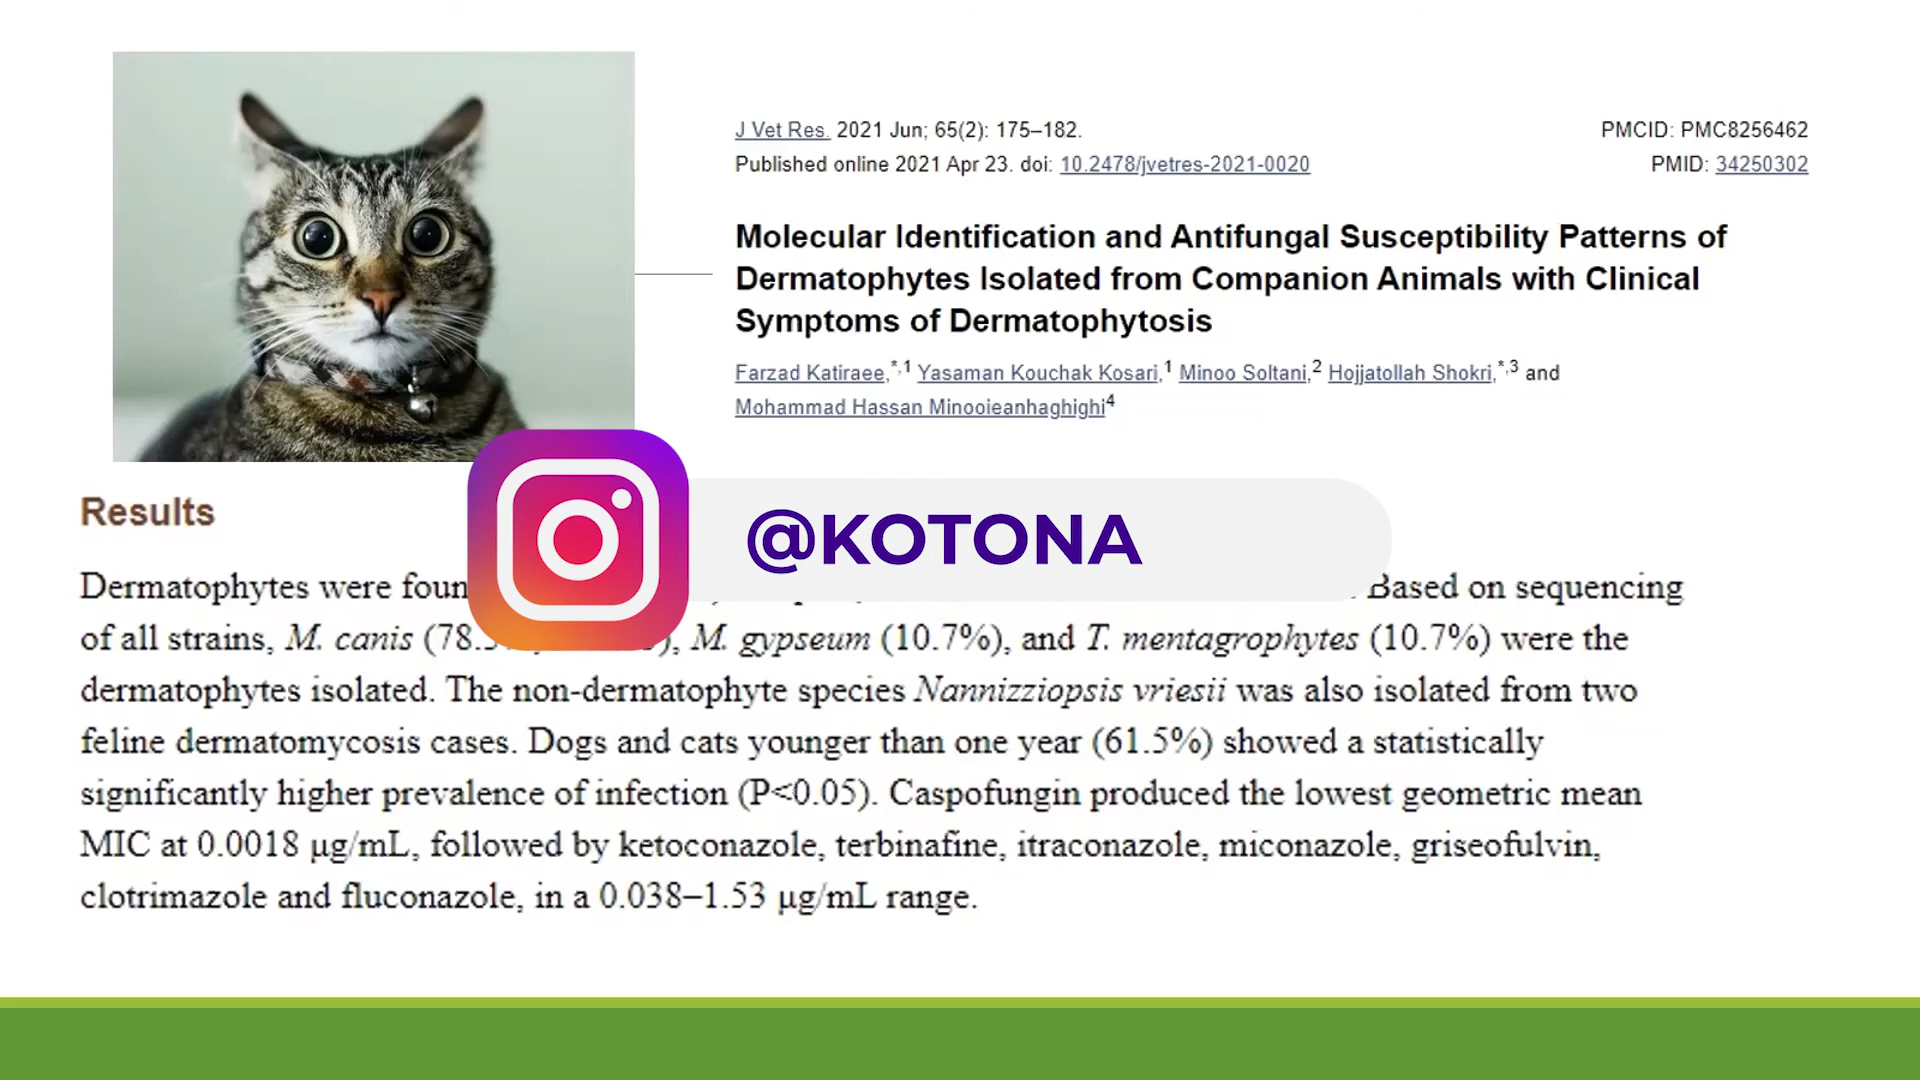 J Vet Res. 2021 Jun; 65(2): 175–182.
PMCID: PMC8256462
Published online 2021 Apr 23. doi: 10.2478/jvetres-2021-0020
PMID: 34250302
Molecular Identification and Antifungal Susceptibility Patterns of
Dermatophytes Isolated from Companion Animals with Clinical
Symptoms of Dermatophytosis
Farzad Katiraee,*,1 Yasaman Kouchak Kosari,1 Minoo Soltani,2 Hojjatollah Shokri,*,3 and
Mohammad Hassan Minooieanhaghighi4
Results
@KOTONA
Dermatophytes were Based on sequencing
of all strains, M. canis M. gypseum (10.7%), and T. mentagrophytes (10.7%) were the
dermatophytes isolated. The non-dermatophyte species Nannizziopsis vriesii was also isolated from two
feline dermatomycosis cases. Dogs and cats younger than one year (61.5%) showed a statistically
significantly higher prevalence of infection (P<0.05). Caspofungin produced the lowest geometric mean
MIC at 0.0018 μg/mL, followed by ketoconazole, terbinafine, itraconazole, miconazole, griseofulvin,
clotrimazole and fluconazole, in a 0.038–1.53 μg/mL range.